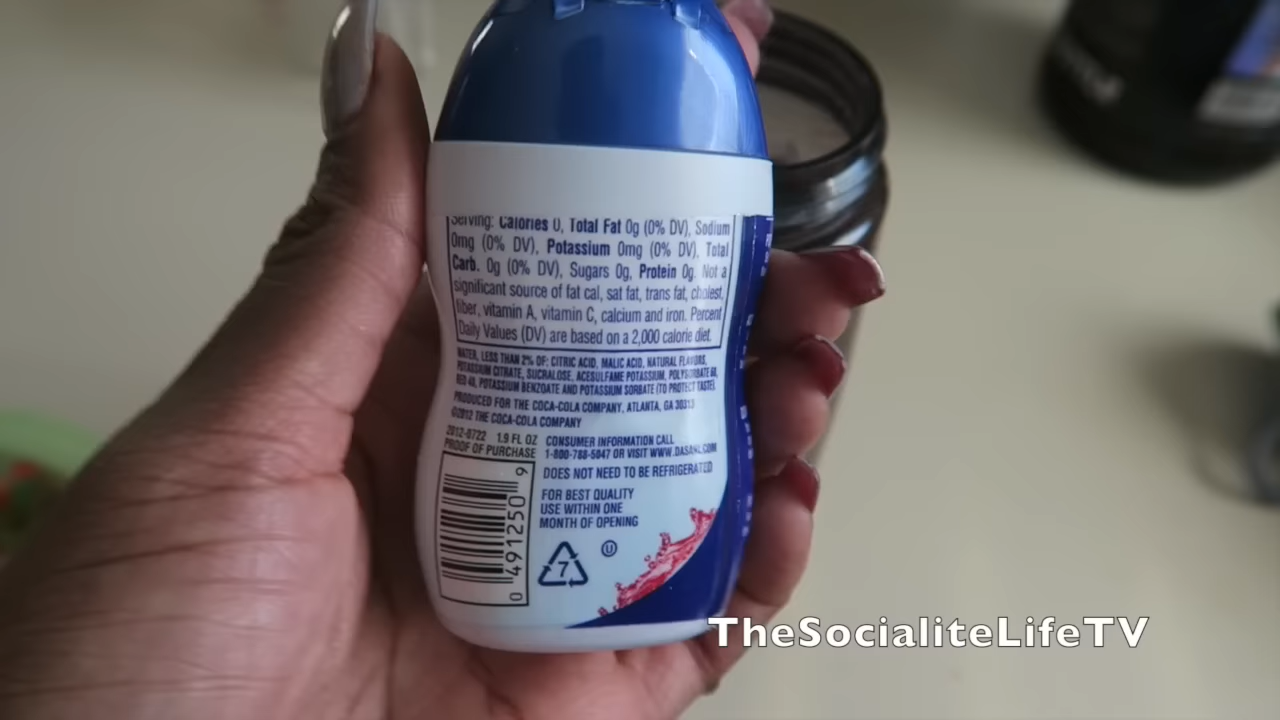 Serving: Calories 0, Total Fat 0g (0% DV), Sodium
0mg (0% DV), Potassium 0mg (0% DV), Total
Carb. 0g (0% DV), Sugars 0g, Protein 0g. Not a
significant source of fat cal, sat fat, trans fat, cholest,
fiber, vitamin A, vitamin C, calcium and iron. Percent
Daily Values (DV) are based on a 2,000 calorie diet.
WATER, LESS THAN 2% OF: CITRIC ACID, MALIC ACID, NATURAL FLAVORS,
POTASSIUM CITRATE, SUCRALOSE, ACESULFAME POTASSIUM, POLYSORBATE 60,
RED 40, POTASSIUM BENZOATE AND POTASSIUM SORBATE (TO PROTECT TASTE).
PRODUCED FOR THE COCA-COLA COMPANY, ATLANTA, GA 30313
©2012 THE COCA-COLA COMPANY
2012-0722 1.9 FL OZ
PROOF OF PURCHASE
CONSUMER INFORMATION CALL
1-800-788-5047 OR VISIT WWW.DASANI.COM
DOES NOT NEED TO BE REFRIGERATED
FOR BEST QUALITY
USE WITHIN ONE
MONTH OF OPENING
0 491250 9
7
U
TheSocialiteLifeTV